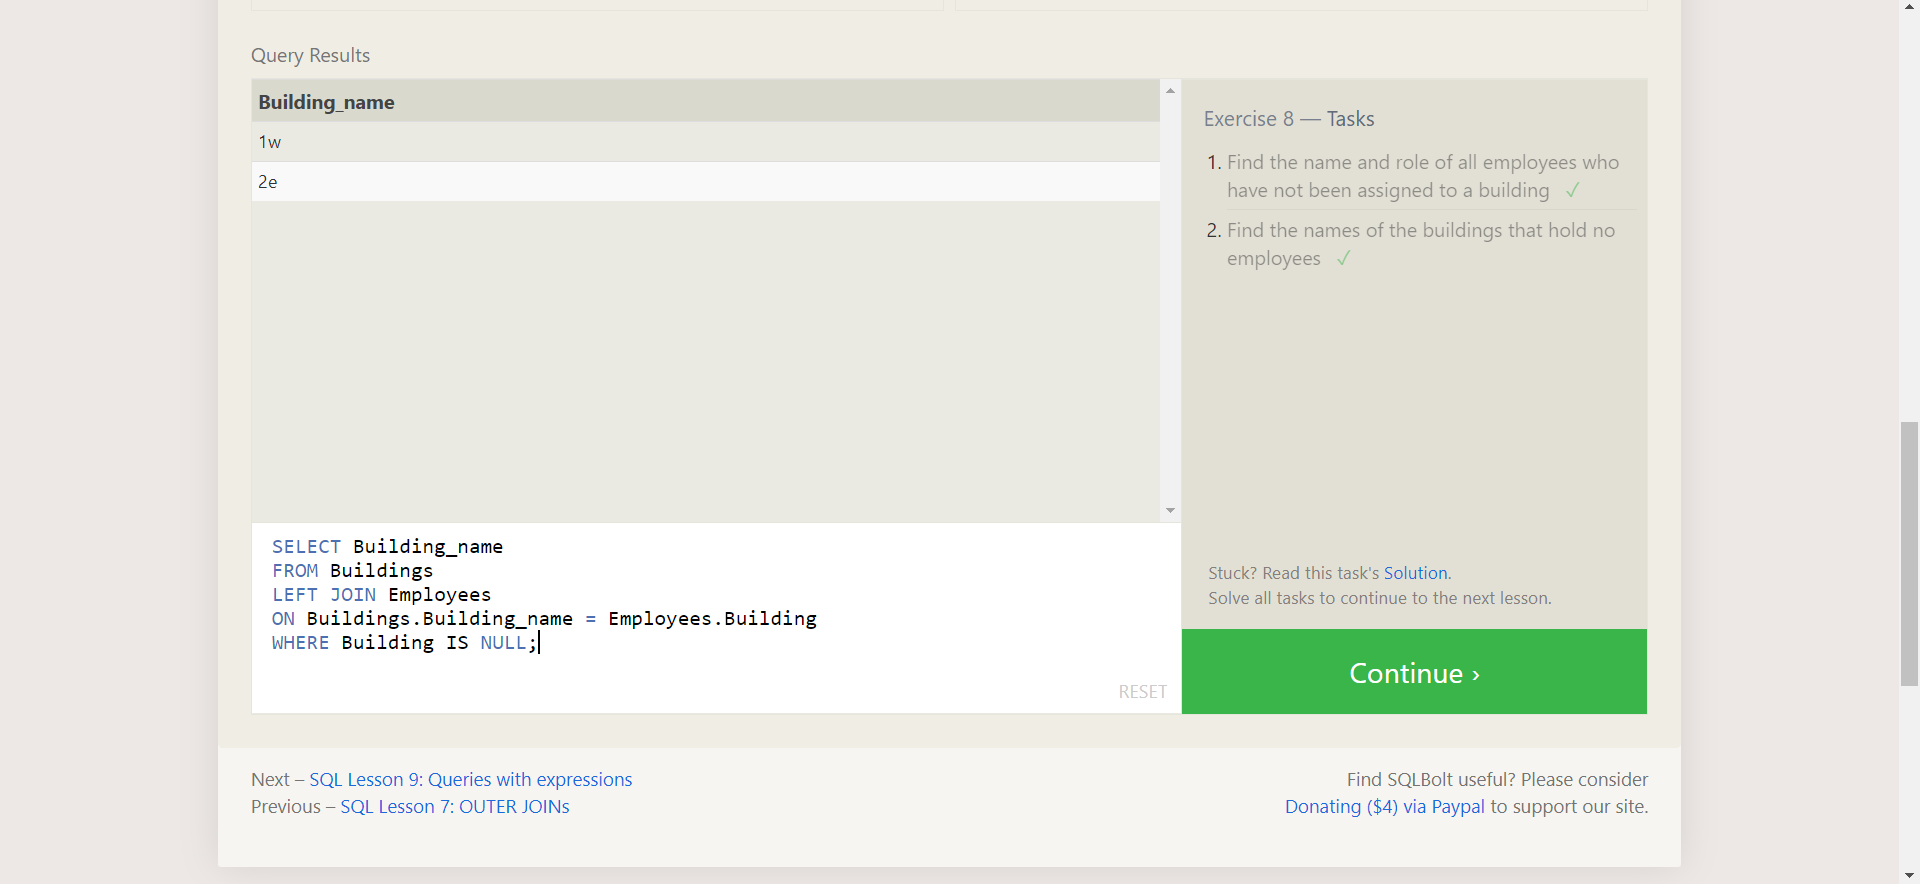 Query Results
Building_name
1w
2e
Exercise 8 — Tasks
1. Find the name and role of all employees who
have not been assigned to a building ✓
2. Find the names of the buildings that hold no
employees ✓
SELECT Building_name
FROM Buildings
LEFT JOIN Employees
ON Buildings.Building_name = Employees.Building
WHERE Building IS NULL;
RESET
Stuck? Read this task's Solution.
Solve all tasks to continue to the next lesson.
Continue ›
Next – SQL Lesson 9: Queries with expressions
Previous – SQL Lesson 7: OUTER JOINs
Find SQLBolt useful? Please consider
Donating ($4) via Paypal to support our site.